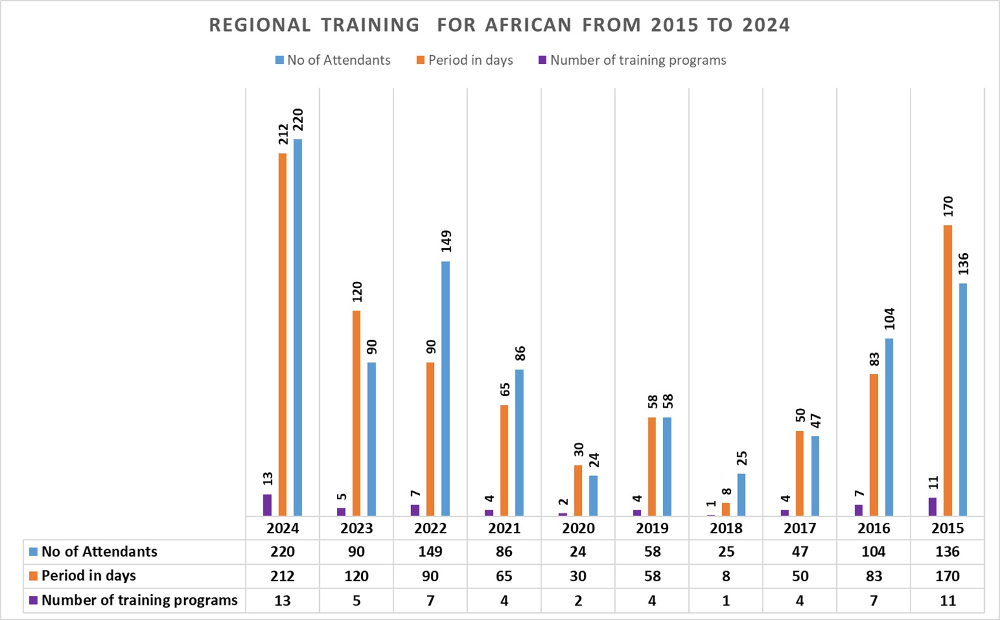 REGIONAL TRAINING FOR AFRICAN FROM 2015 TO 2024
No of Attendants Period in days Number of training programs
13 212 220
5 120 90
7 90 149
4 65 86
2 30 24
4 58 58
1 8 25
4 50 47
7 83 104
11 170 136
2024 2023 2022 2021 2020 2019 2018 2017 2016 2015
No of Attendants 220 90 149 86 24 58 25 47 104 136
Period in days 212 120 90 65 30 58 8 50 83 170
Number of training programs 13 5 7 4 2 4 1 4 7 11